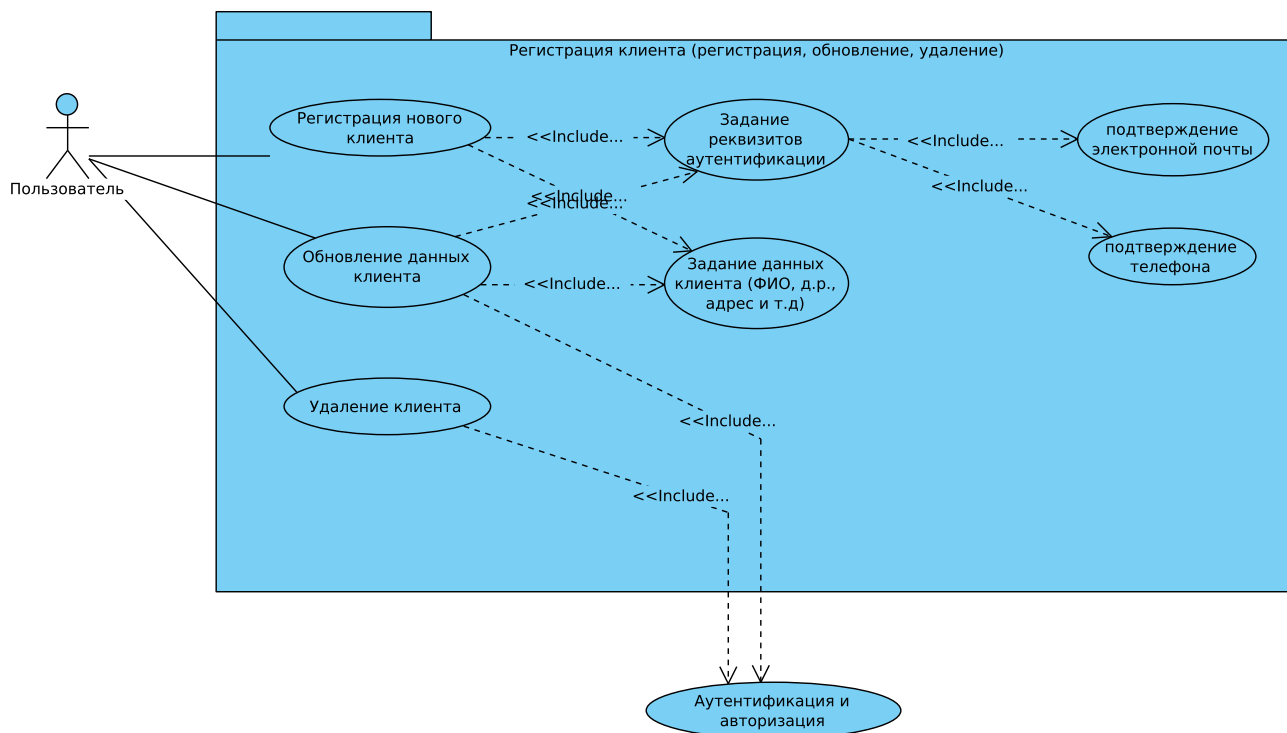 Регистрация клиента (регистрация, обновление, удаление)
Пользователь
Регистрация нового
клиента
<<Include...
Задание
реквизитов
аутентификации
<<Include...
подтверждение
электронной почты
<<Include...
<<Include...
<<Include...
Обновление данных
клиента
<<Include...
Задание данных
клиента (ФИО, д.р.,
адрес и т.д)
подтверждение
телефона
Удаление клиента
<<Include...
<<Include...
Аутентификация и
авторизация